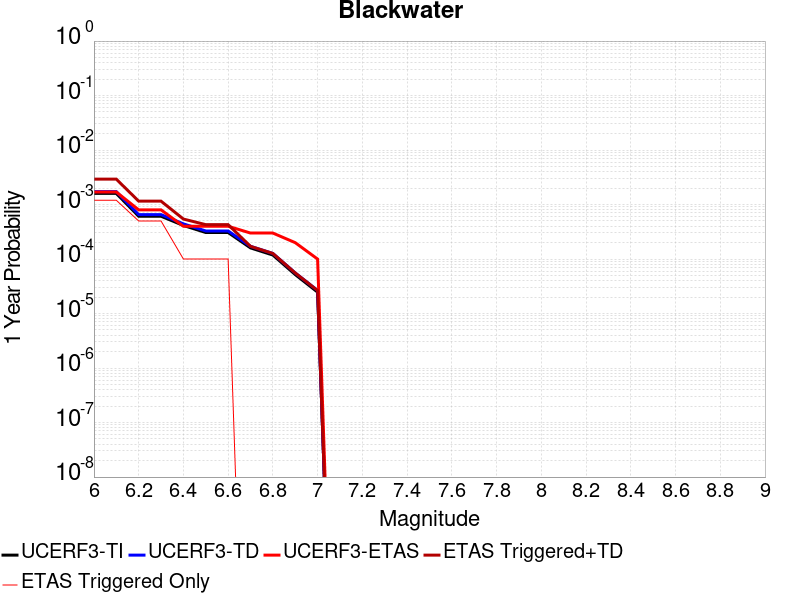 Blackwater
1 Year Probability
10^0
10^-1
10^-2
10^-3
10^-4
10^-5
10^-6
10^-7
10^-8
6 6.2 6.4 6.6 6.8 7 7.2 7.4 7.6 7.8 8 8.2 8.4 8.6 8.8 9
Magnitude
UCERF3-TI UCERF3-TD UCERF3-ETAS ETAS Triggered+TD
ETAS Triggered Only